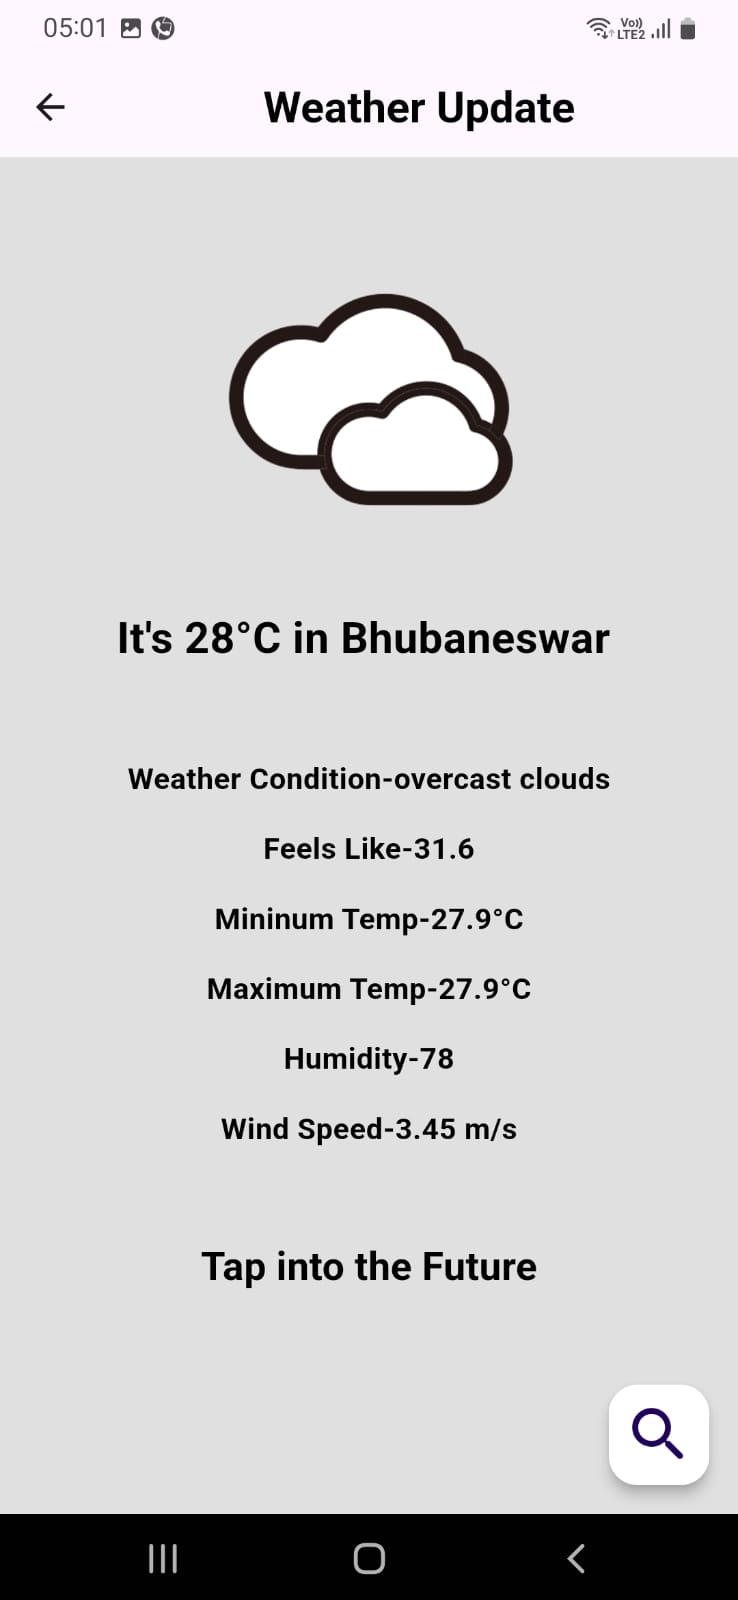 05:01
Vo))
LTE2
Weather Update
It's 28°C in Bhubaneswar
Weather Condition-overcast clouds
Feels Like-31.6
Mininum Temp-27.9°C
Maximum Temp-27.9°C
Humidity-78
Wind Speed-3.45 m/s
Tap into the Future